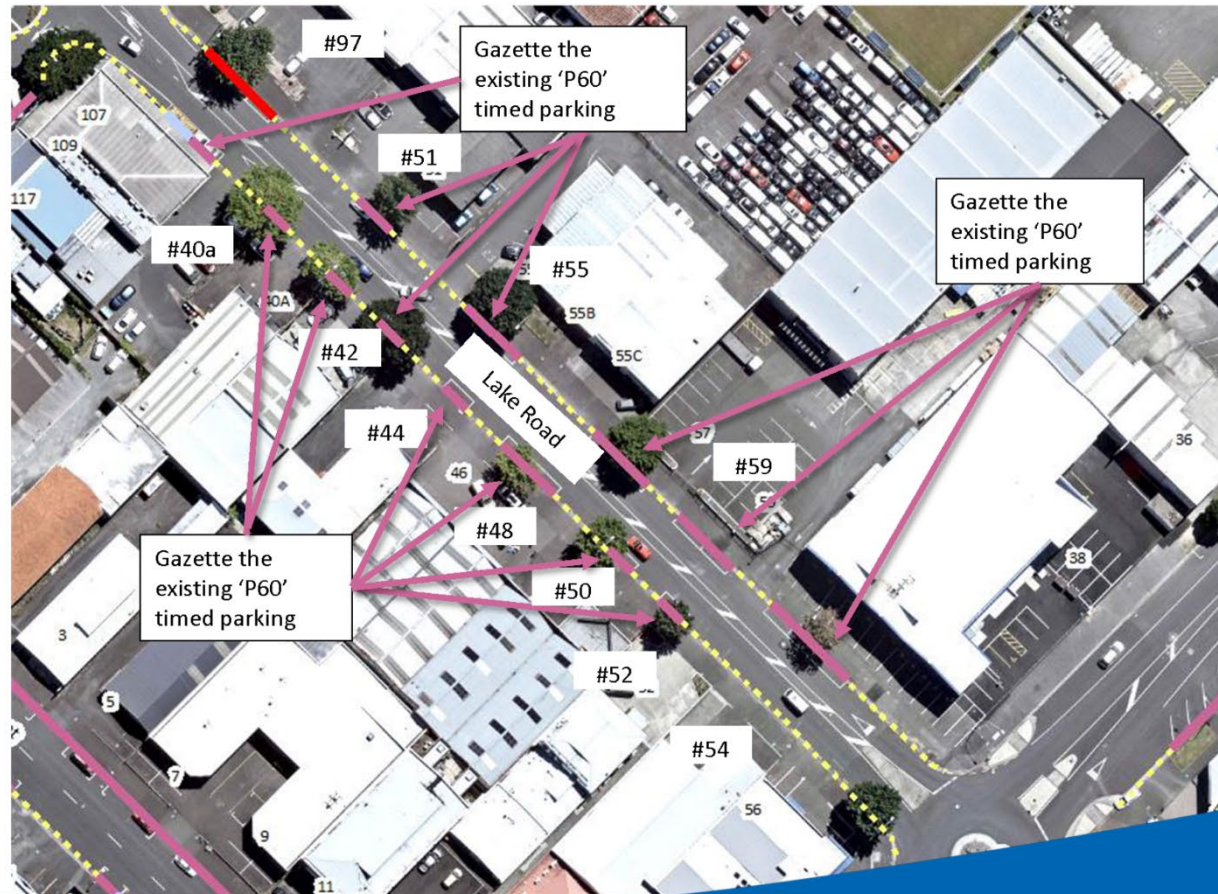 #97
Gazette the
existing ‘P60’
timed parking
107
109
117
#51
Gazette the
existing ‘P60’
timed parking
#40a
#55
40A
55B
#42
55C
Lake Road
36
#44
57
46
#59
#48
38
Gazette the
existing ‘P60’
timed parking
#50
3
#52
5
#54
7
56
9
11